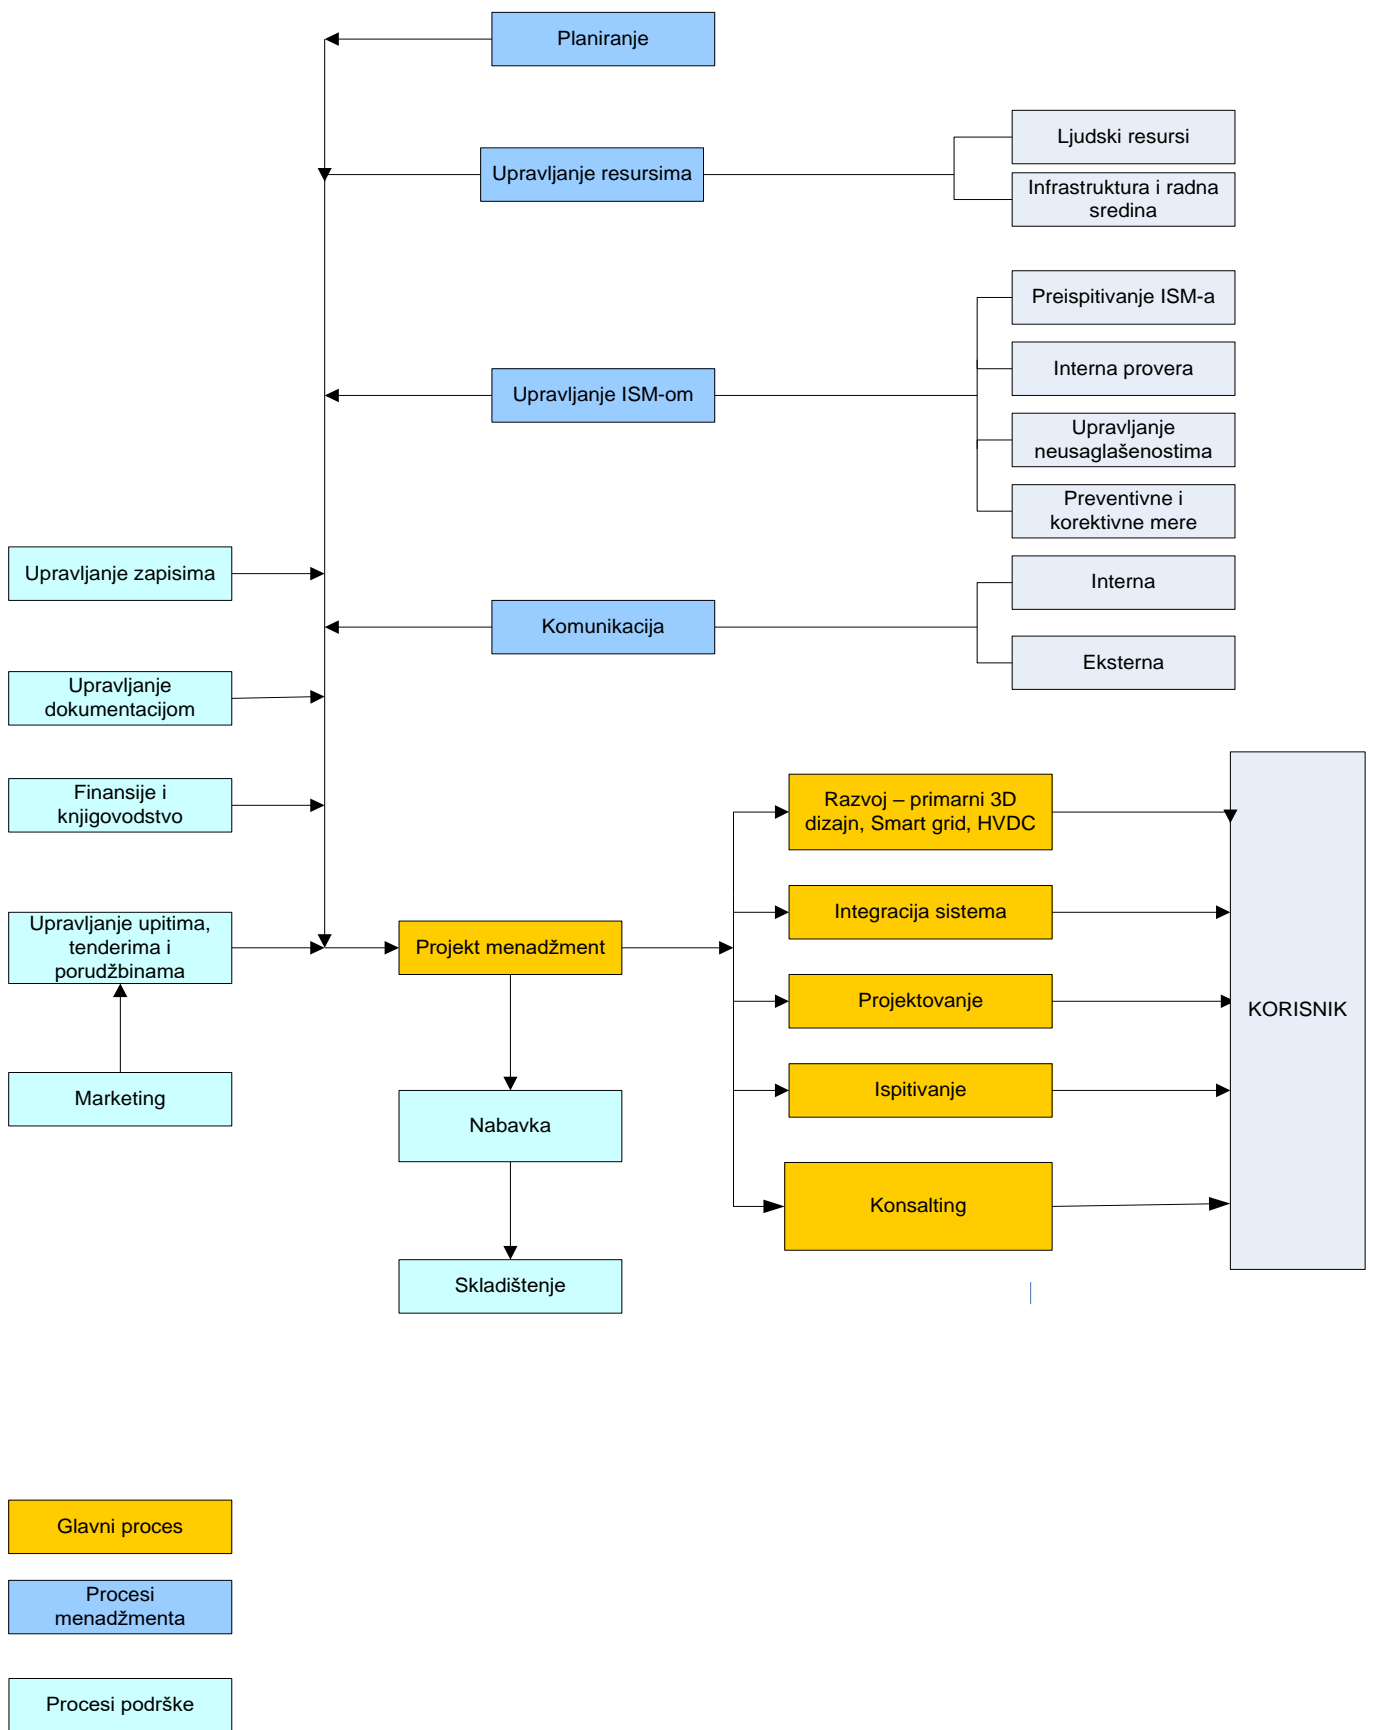 Planiranje
Ljudski resursi
Upravljanje resursima
Infrastruktura i radna
sredina
Preispitivanje ISM-a
Interna provera
Upravljanje ISM-om
Upravljanje
neusaglašenostima
Preventivne i
korektivne mere
Upravljanje zapisima
Interna
Komunikacija
Eksterna
Upravljanje
dokumentacijom
Finansije i
knjigovodstvo
Razvoj – primarni 3D
dizajn, Smart grid, HVDC
Upravljanje upitima,
tenderima i
porudžbinama
Projekt menadžment
Integracija sistema
Projektovanje
KORISNIK
Marketing
Nabavka
Ispitivanje
Konsalting
Skladištenje
Glavni proces
Procesi
menadžmenta
Procesi podrške